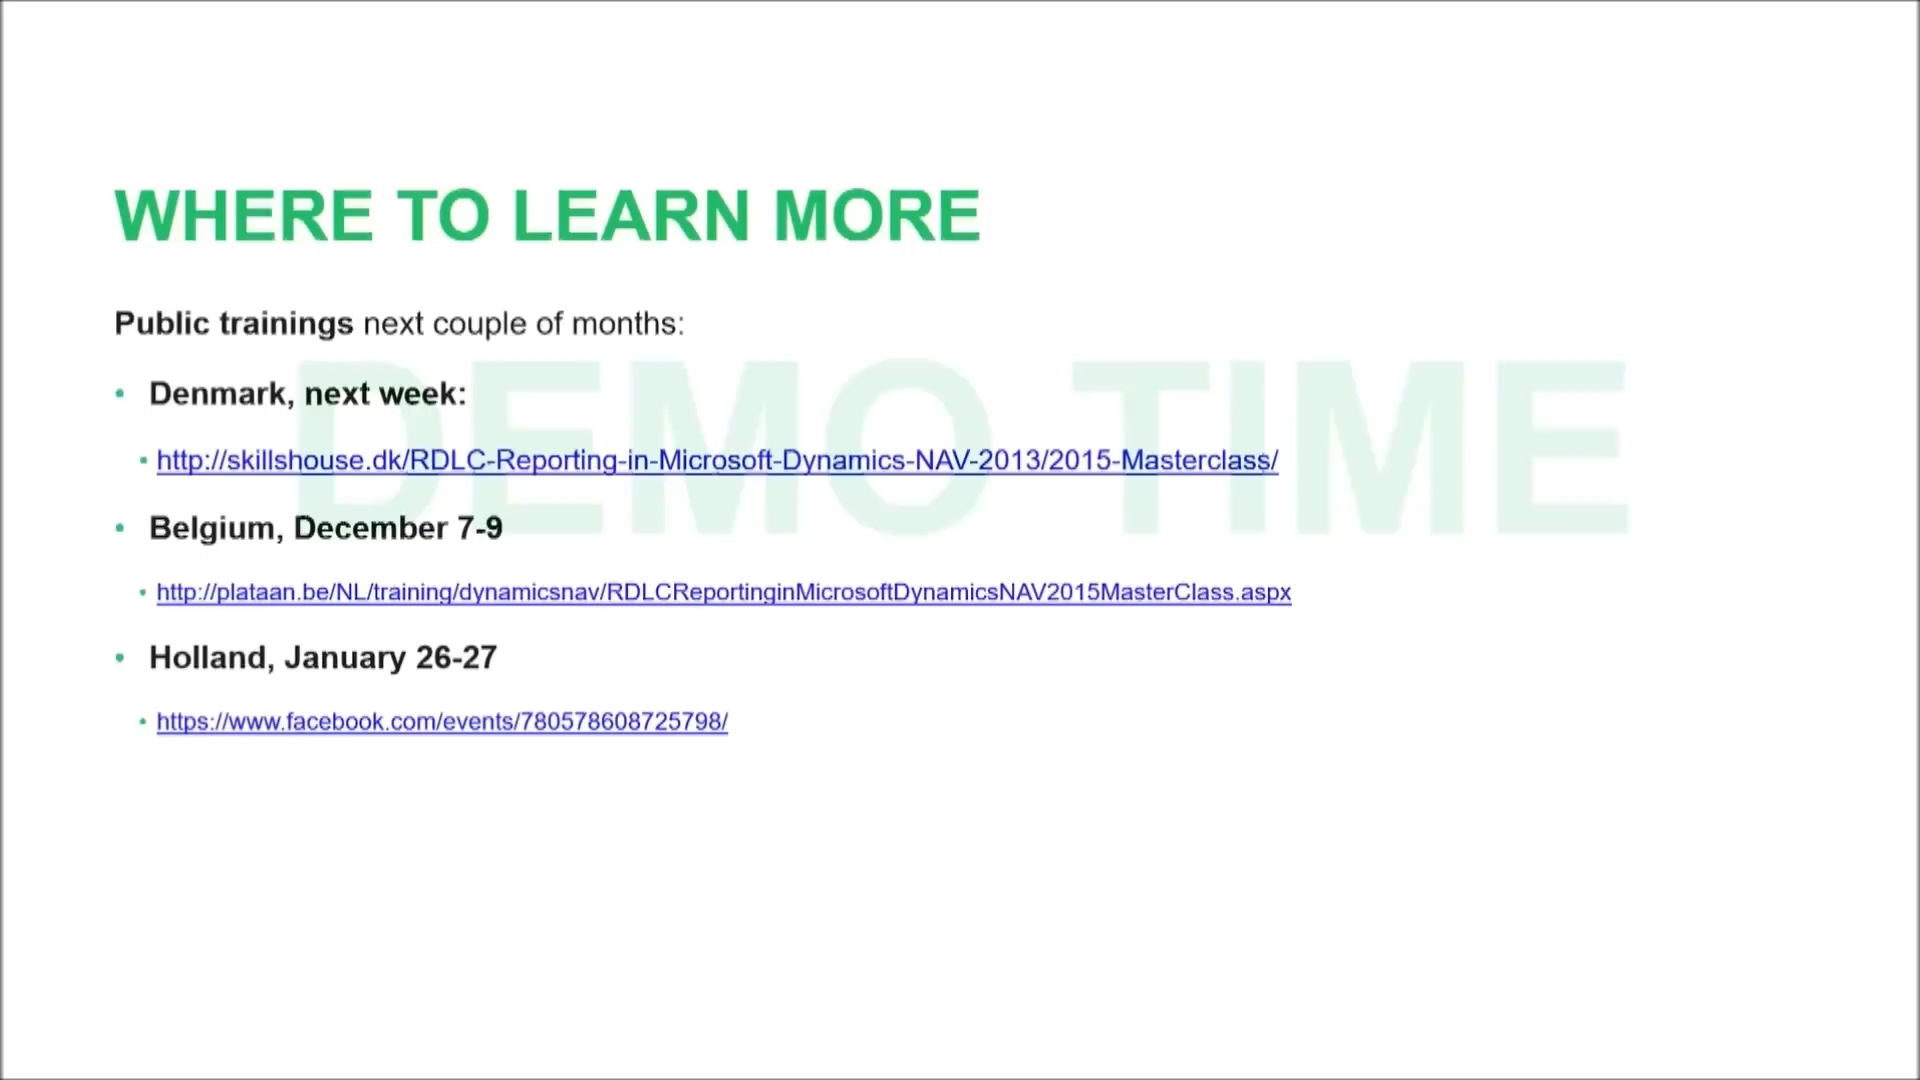 WHERE TO LEARN MORE
Public trainings next couple of months:
DEMO TIME
• Denmark, next week:
• http://skillshouse.dk/RDLC-Reporting-in-Microsoft-Dynamics-NAV-2013/2015-Masterclass/
• Belgium, December 7-9
• http://plataan.be/NL/training/dynamicsnav/RDLCReportinginMicrosoftDynamicsNAV2015MasterClass.aspx
• Holland, January 26-27
• https://www.facebook.com/events/780578608725798/